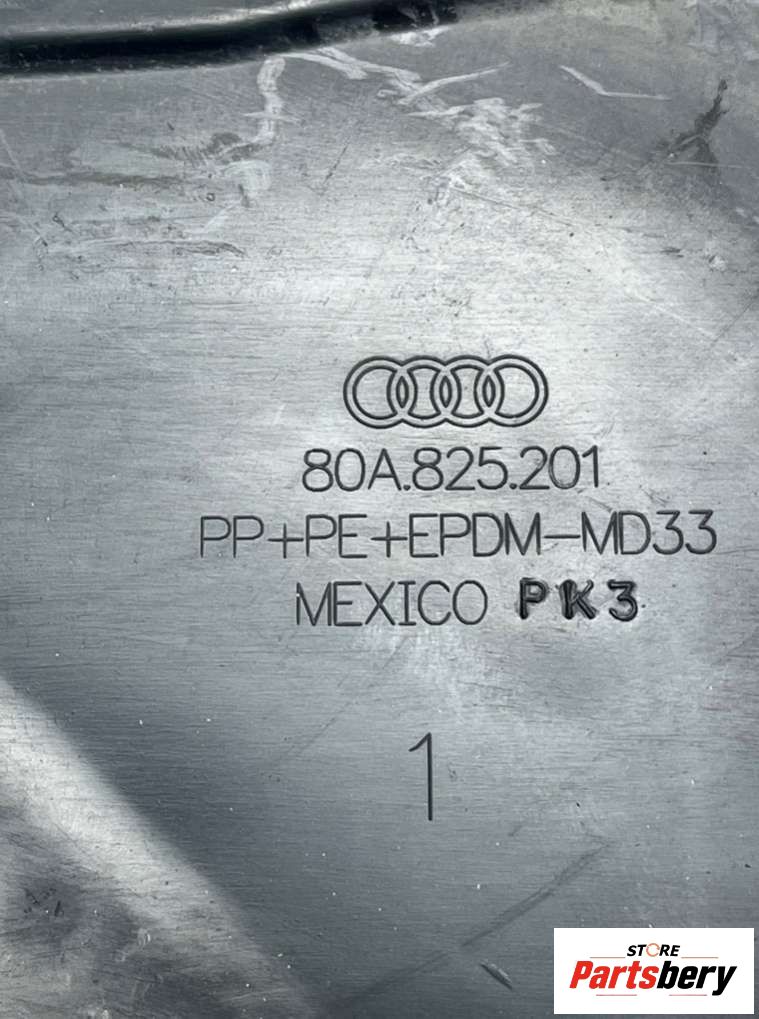 80A.825.201
PP+PE+EPDM-MD33
MEXICO PK3
1
STORE
Partsbery